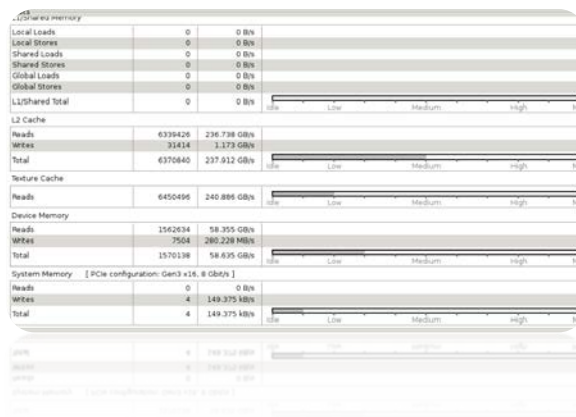 L1/Shared Memory
Local Loads 0 0 B/s
Local Stores 0 0 B/s
Shared Loads 0 0 B/s
Shared Stores 0 0 B/s
Global Loads 0 0 B/s
Global Stores 0 0 B/s
L1/Shared Total 0 0 B/s
Idle Low Medium High
L2 Cache
Reads 6339426 236.738 GB/s
Writes 31414 1.173 GB/s
Total 6370840 237.912 GB/s
Idle Low Medium High
Texture Cache
Reads 6450496 240.886 GB/s
Idle Low Medium High
Device Memory
Reads 1562634 58.355 GB/s
Writes 7504 280.228 MB/s
Total 1570138 58.635 GB/s
Idle Low Medium High
System Memory [ PCIe configuration: Gen3 x16, 8 Gbit/s ]
Reads 0 0 B/s
Writes 4 149.375 kB/s
Total 4 149.375 kB/s
Idle Low Medium High